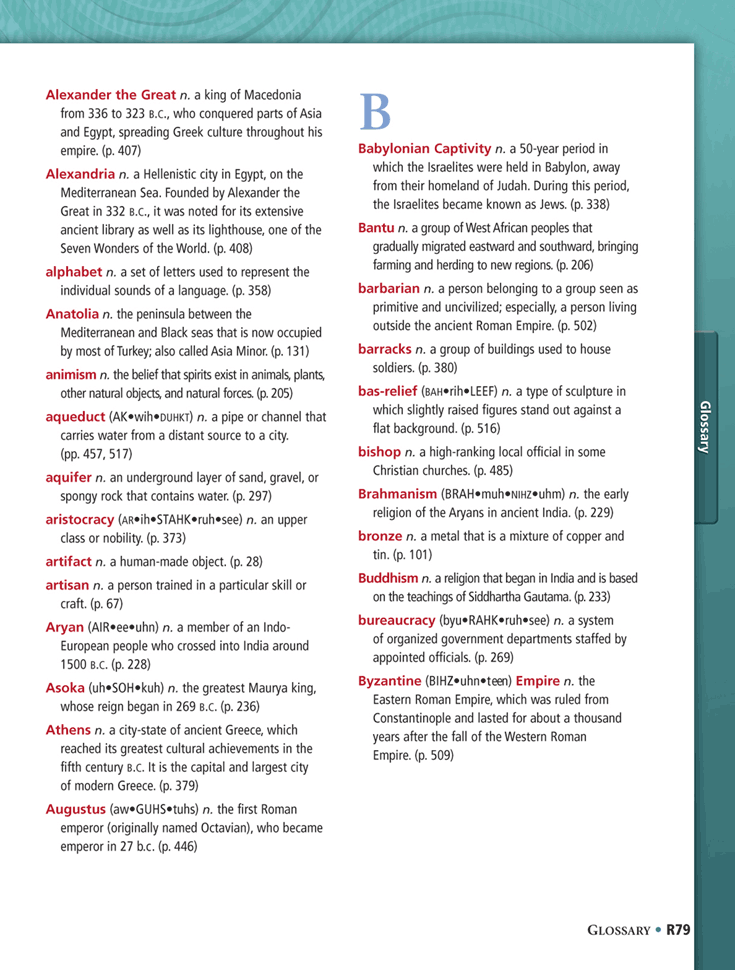 Alexander the Great n. a king of Macedonia
from 336 to 323 B.C., who conquered parts of Asia
and Egypt, spreading Greek culture throughout his
empire. (p. 407)
Alexandria n. a Hellenistic city in Egypt, on the
Mediterranean Sea. Founded by Alexander the
Great in 332 B.C., it was noted for its extensive
ancient library as well as its lighthouse, one of the
Seven Wonders of the World. (p. 408)
alphabet n. a set of letters used to represent the
individual sounds of a language. (p. 358)
Anatolia n. the peninsula between the
Mediterranean and Black seas that is now occupied
by most of Turkey; also called Asia Minor. (p. 131)
animism n. the belief that spirits exist in animals, plants,
other natural objects, and natural forces. (p. 205)
aqueduct (AK•wih•DUHKT) n. a pipe or channel that
carries water from a distant source to a city.
(pp. 457, 517)
aquifer n. an underground layer of sand, gravel, or
spongy rock that contains water. (p. 297)
aristocracy (AR•ih•STAHK•ruh•see) n. an upper
class or nobility. (p. 373)
artifact n. a human-made object. (p. 28)
artisan n. a person trained in a particular skill or
craft. (p. 67)
Aryan (AIR•ee•uhn) n. a member of an Indo-
European people who crossed into India around
1500 B.C. (p. 228)
Asoka (uh•SOH•kuh) n. the greatest Maurya king,
whose reign began in 269 B.C. (p. 236)
Athens n. a city-state of ancient Greece, which
reached its greatest cultural achievements in the
fifth century B.C. It is the capital and largest city
of modern Greece. (p. 379)
Augustus (aw•GUHS•tuhs) n. the first Roman
emperor (originally named Octavian), who became
emperor in 27 b.c. (p. 446)
B
Babylonian Captivity n. a 50-year period in
which the Israelites were held in Babylon, away
from their homeland of Judah. During this period,
the Israelites became known as Jews. (p. 338)
Bantu n. a group of West African peoples that
gradually migrated eastward and southward, bringing
farming and herding to new regions. (p. 206)
barbarian n. a person belonging to a group seen as
primitive and uncivilized; especially, a person living
outside the ancient Roman Empire. (p. 502)
barracks n. a group of buildings used to house
soldiers. (p. 380)
bas-relief (BAH•rih•LEEF) n. a type of sculpture in
which slightly raised figures stand out against a
flat background. (p. 516)
bishop n. a high-ranking local official in some
Christian churches. (p. 485)
Brahmanism (BRAH•muh•NIHZ•uhm) n. the early
religion of the Aryans in ancient India. (p. 229)
bronze n. a metal that is a mixture of copper and
tin. (p. 101)
Buddhism n. a religion that began in India and is based
on the teachings of Siddhartha Gautama. (p. 233)
bureaucracy (byu•RAHK•ruh•see) n. a system
of organized government departments staffed by
appointed officials. (p. 269)
Byzantine (BIHZ•uhn•teen) Empire n. the
Eastern Roman Empire, which was ruled from
Constantinople and lasted for about a thousand
years after the fall of the Western Roman
Empire. (p. 509)
Glossary
GLOSSARY • R79